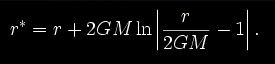 r* = r + 2GM ln |r/2GM − 1| .